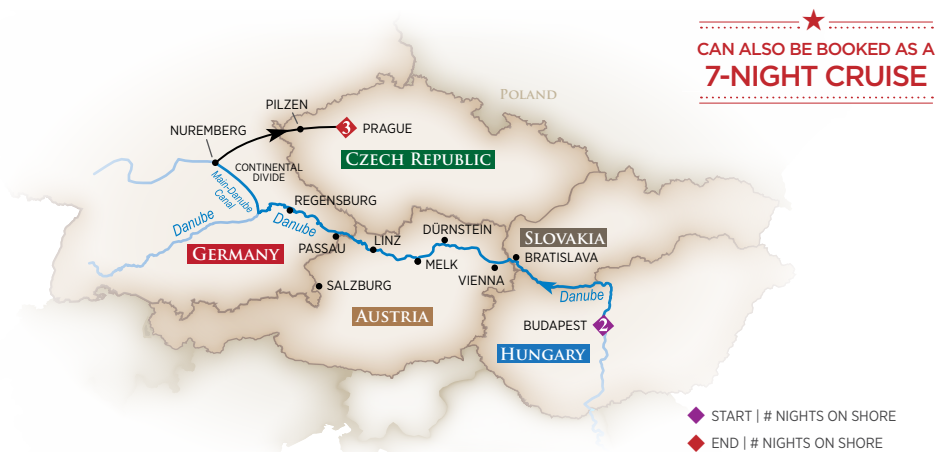 CAN ALSO BE BOOKED AS A
7-NIGHT CRUISE
POLAND
PILZEN
NUREMBERG
3
PRAGUE
CZECH REPUBLIC
CONTINENTAL
DIVIDE
Main-Danube
Canal
REGENSBURG
Danube
Danube
DÜRNSTEIN
SLOVAKIA
GERMANY
PASSAU
LINZ
BRATISLAVA
MELK
VIENNA
SALZBURG
Danube
AUSTRIA
BUDAPEST
2
HUNGARY
START | # NIGHTS ON SHORE
END | # NIGHTS ON SHORE